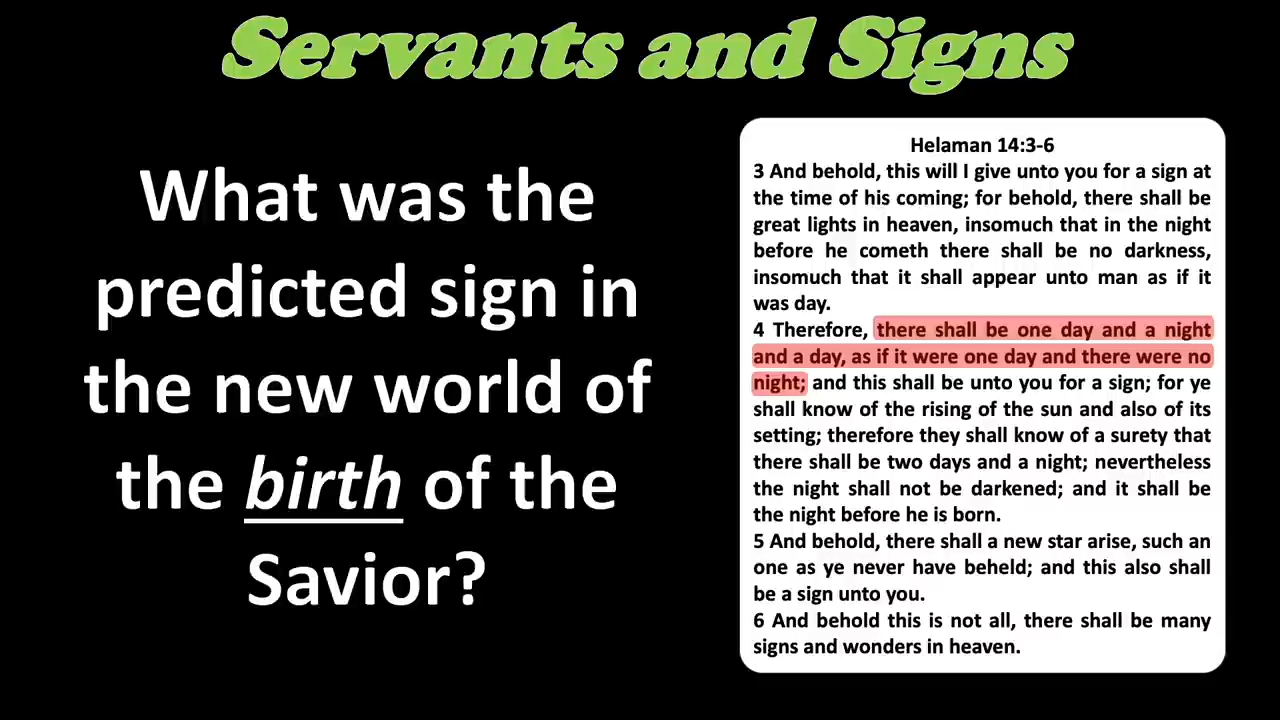 Servants and Signs
What was the
predicted sign in
the new world of
the birth of the
Savior?
Helaman 14:3-6
3 And behold, this will I give unto you for a sign at
the time of his coming; for behold, there shall be
great lights in heaven, insomuch that in the night
before he cometh there shall be no darkness,
insomuch that it shall appear unto man as if it
was day.
4 Therefore, there shall be one day and a night
and a day, as if it were one day and there were no
night; and this shall be unto you for a sign; for ye
shall know of the rising of the sun and also of its
setting; therefore they shall know of a surety that
there shall be two days and a night; nevertheless
the night shall not be darkened; and it shall be
the night before he is born.
5 And behold, there shall a new star arise, such an
one as ye never have beheld; and this also shall
be a sign unto you.
6 And behold this is not all, there shall be many
signs and wonders in heaven.